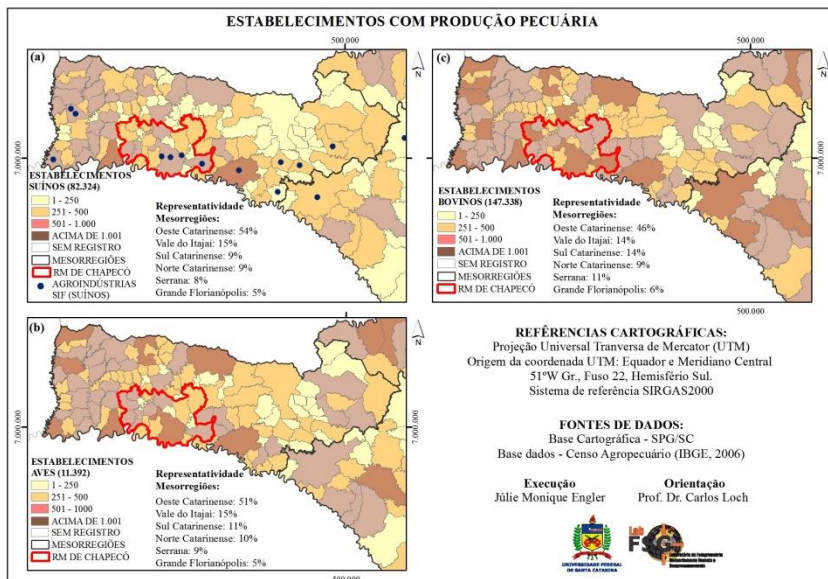 ESTABELECIMENTOS COM PRODUÇÃO PECUÁRIA
500.000
(a)
N
7.000.000
ESTABELECIMENTOS
SUÍNOS (82.324)
1 - 250
251 - 500
501 - 1.000
ACIMA DE 1.001
SEM REGISTRO
MESORREGIÕES
RM DE CHAPECÓ
AGROINDÚSTRIAS
SIF (SUÍNOS)
Representatividade
Mesorregiões:
Oeste Catarinense: 54%
Vale do Itajaí: 15%
Sul Catarinense: 9%
Norte Catarinense: 9%
Serrana: 8%
Grande Florianópolis: 5%
500.000
(c)
N
7.000.000
ESTABELECIMENTOS
BOVINOS (147.338)
1 - 250
251 - 500
501 - 1.000
ACIMA DE 1.001
SEM REGISTRO
MESORREGIÕES
RM DE CHAPECÓ
Representatividade
Mesorregiões:
Oeste Catarinense: 46%
Vale do Itajaí: 14%
Sul Catarinense: 14%
Norte Catarinense: 9%
Serrana: 11%
Grande Florianópolis: 6%
500.000
(b)
N
7.000.000
ESTABELECIMENTOS
AVES (11.392)
1 - 250
251 - 500
501 - 1000
ACIMA DE 1.001
SEM REGISTRO
MESORREGIÕES
RM DE CHAPECÓ
Representatividade
Mesorregiões:
Oeste Catarinense: 51%
Vale do Itajaí: 15%
Sul Catarinense: 11%
Norte Catarinense: 10%
Serrana: 9%
Grande Florianópolis: 5%
500.000
REFÊRENCIAS CARTOGRÁFICAS:
Projeção Universal Tranversa de Mercator (UTM)
Origem da coordenada UTM: Equador e Meridiano Central
51ºW Gr., Fuso 22, Hemisfério Sul.
Sistema de referência SIRGAS2000
FONTES DE DADOS:
Base Cartográfica - SPG/SC
Base dados - Censo Agropecuário (IBGE, 2006)
Execução
Júlie Monique Engler
Orientação
Prof. Dr. Carlos Loch
UNIVERSIDADE FEDERAL
DE SANTA CATARINA
Lab
FSG